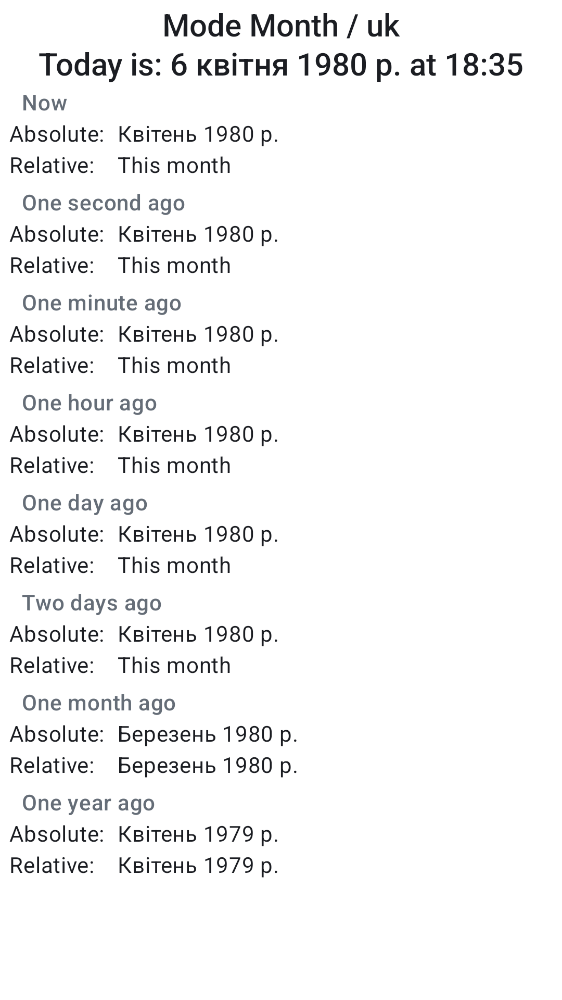 Mode Month / uk
Today is: 6 квітня 1980 р. at 18:35
Now
Absolute: Квітень 1980 р.
Relative: This month
One second ago
Absolute: Квітень 1980 р.
Relative: This month
One minute ago
Absolute: Квітень 1980 р.
Relative: This month
One hour ago
Absolute: Квітень 1980 р.
Relative: This month
One day ago
Absolute: Квітень 1980 р.
Relative: This month
Two days ago
Absolute: Квітень 1980 р.
Relative: This month
One month ago
Absolute: Березень 1980 р.
Relative: Березень 1980 р.
One year ago
Absolute: Квітень 1979 р.
Relative: Квітень 1979 р.